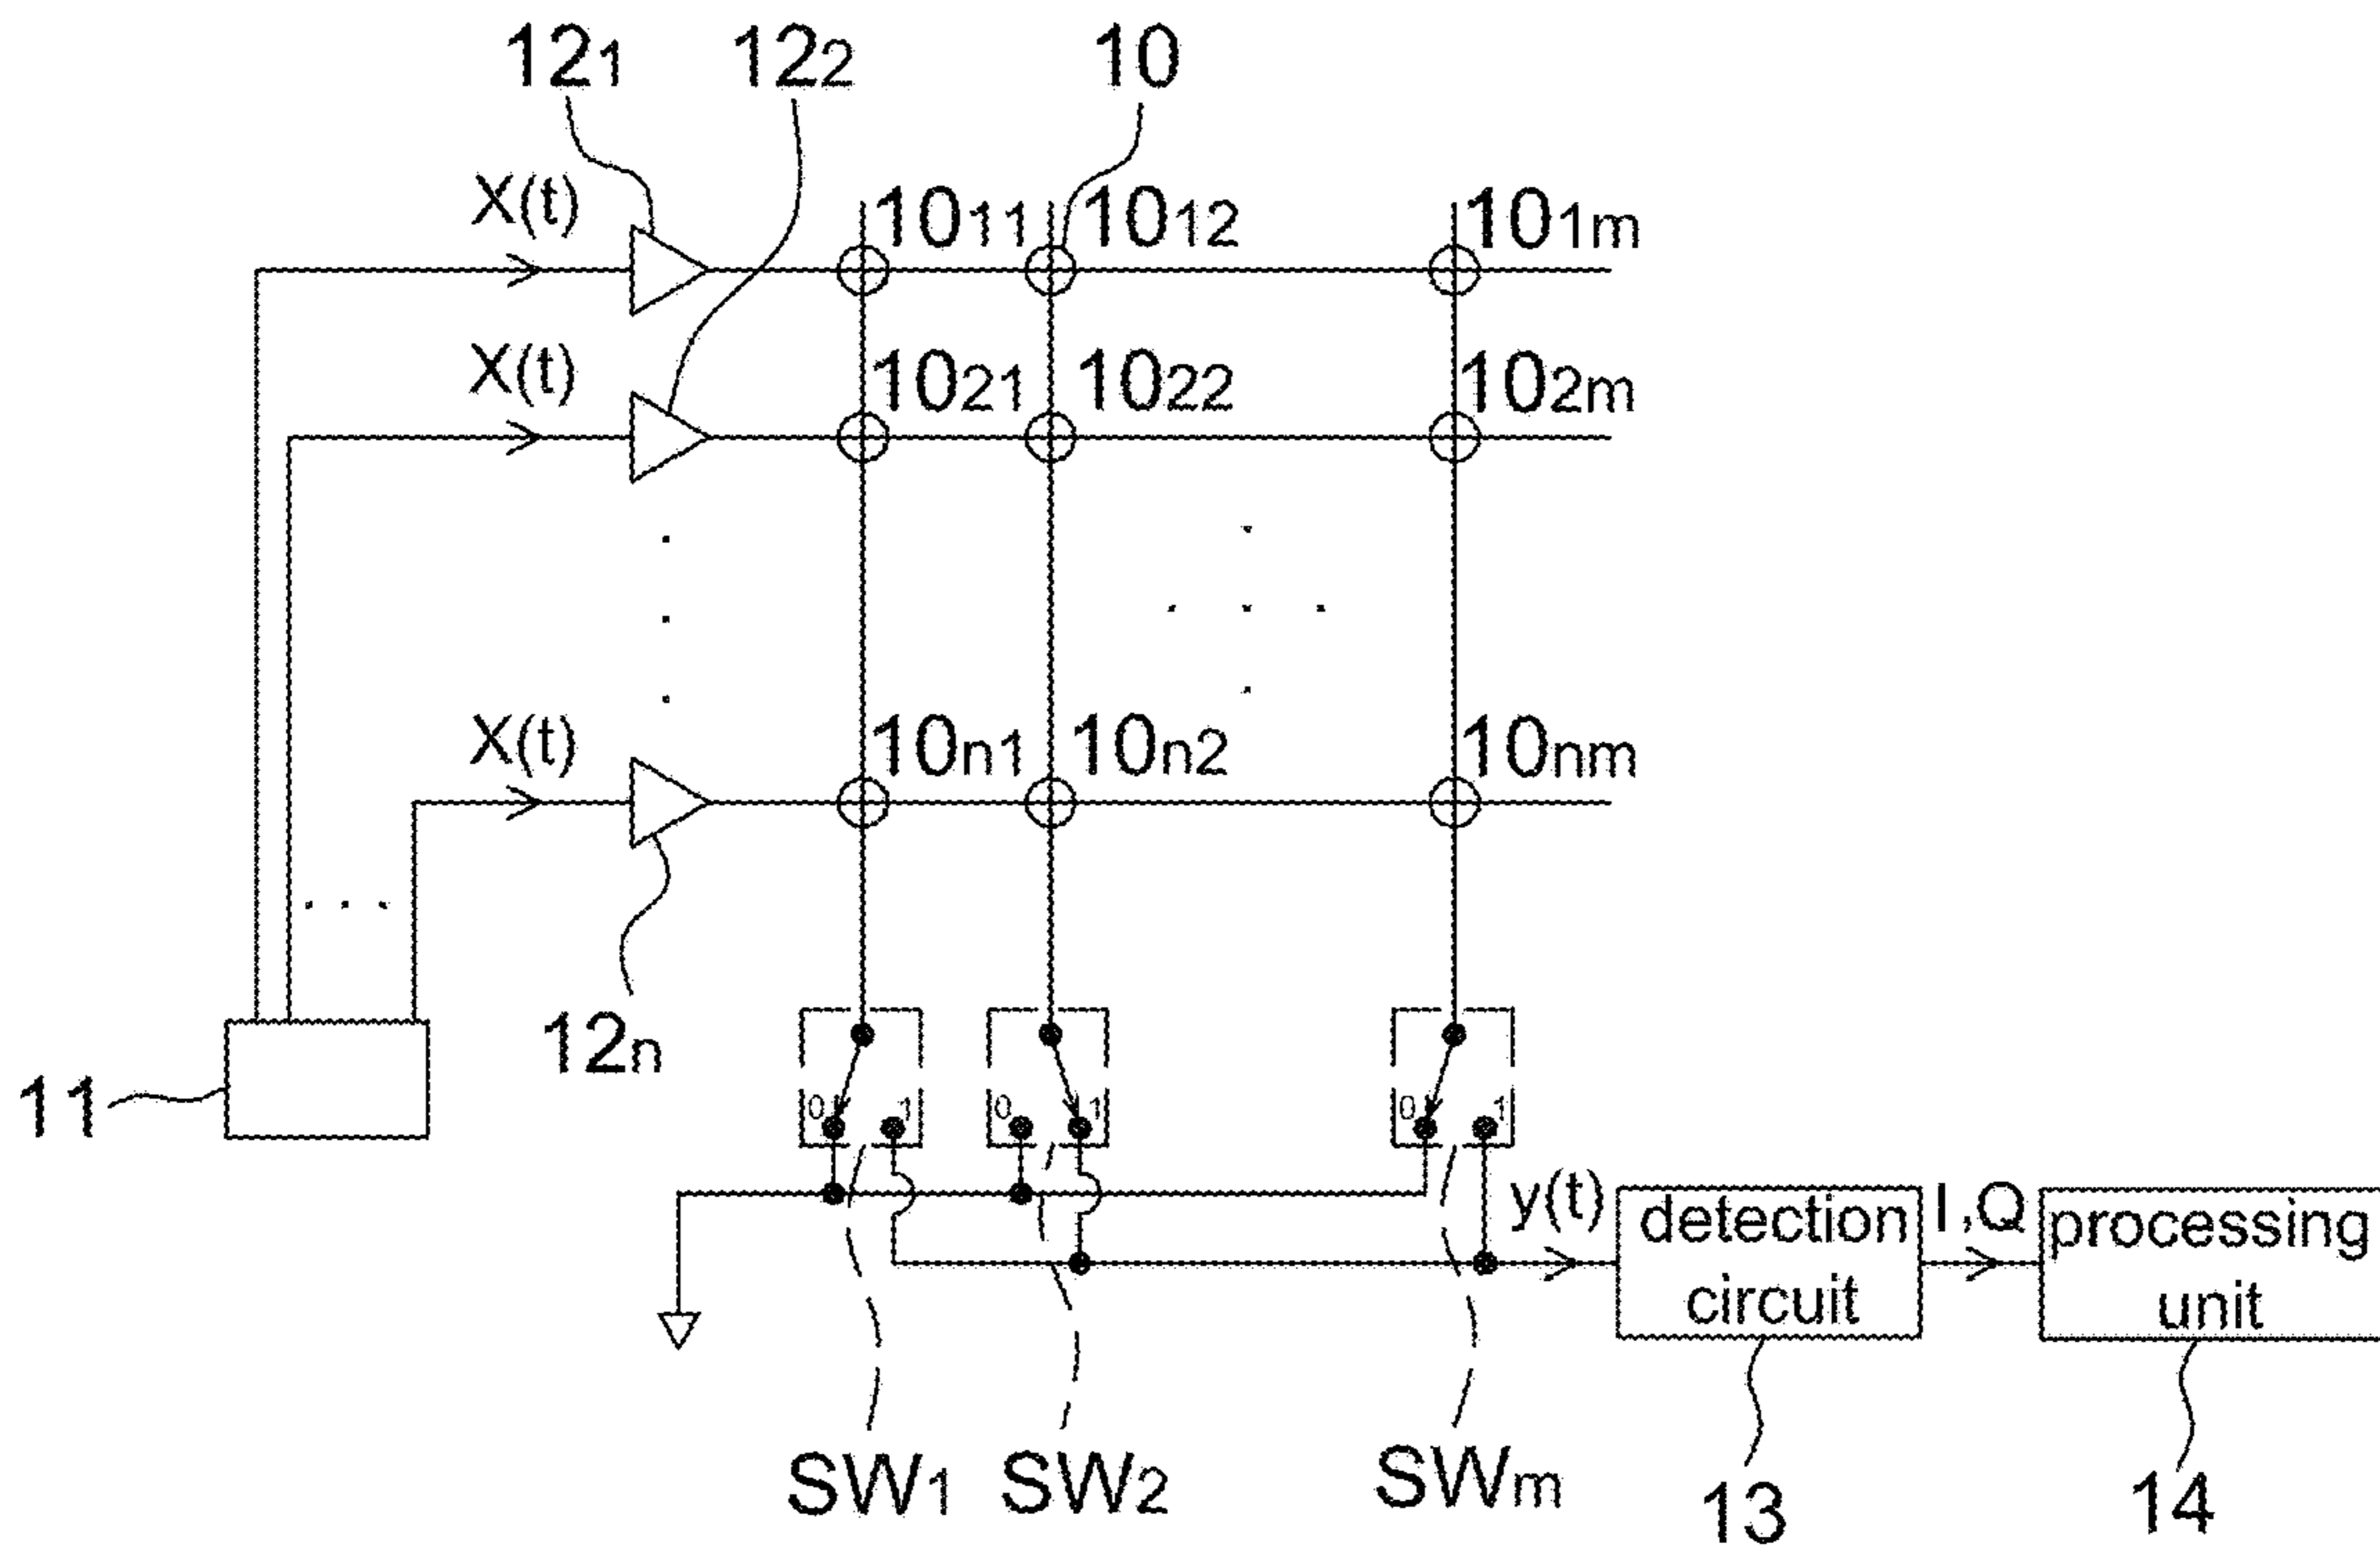 121 122 10
X(t) 1011 1012 101m
X(t) 1021 1022 102m
X(t) 10n1 10n2 10nm
12n
11
0 1 0 1 0 1
y(t) detection circuit I,Q processing unit
SW1 SW2 SWm 13 14